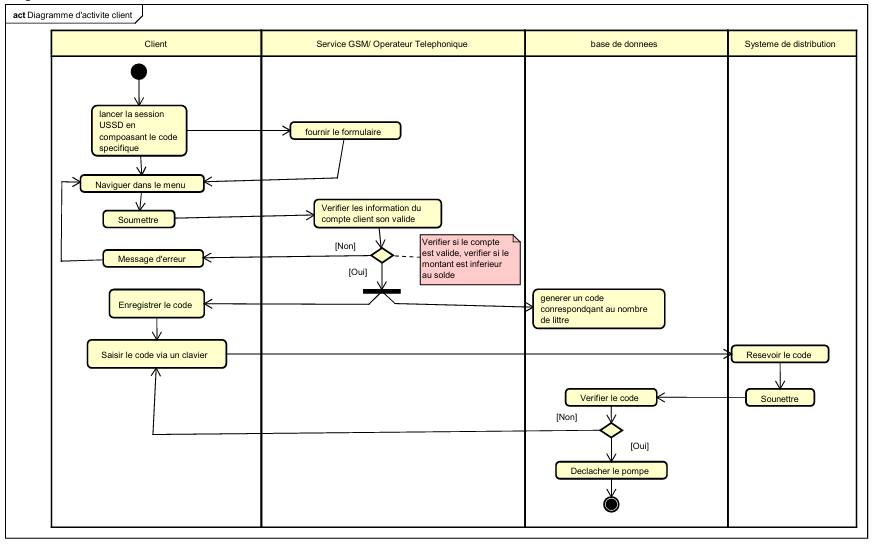 act Diagramme d'activite client
Client
Service GSM/ Operateur Telephonique
base de donnees
Systeme de distribution
lancer la session
USSD en
compoasant le code
specifique
fournir le formulaire
Naviguer dans le menu
Soumettre
Verifier les information du
compte client son valide
[Non]
Message d'erreur
Verifier si le compte
est valide, verifier si le
montant est inferieur
au solde
[Oui]
Enregistrer le code
generer un code
conrespondqant au nombre
de littre
Saisir le code via un clavier
Resevoir le code
Verifier le code
Sounettre
[Non]
[Oui]
Declacher le pompe